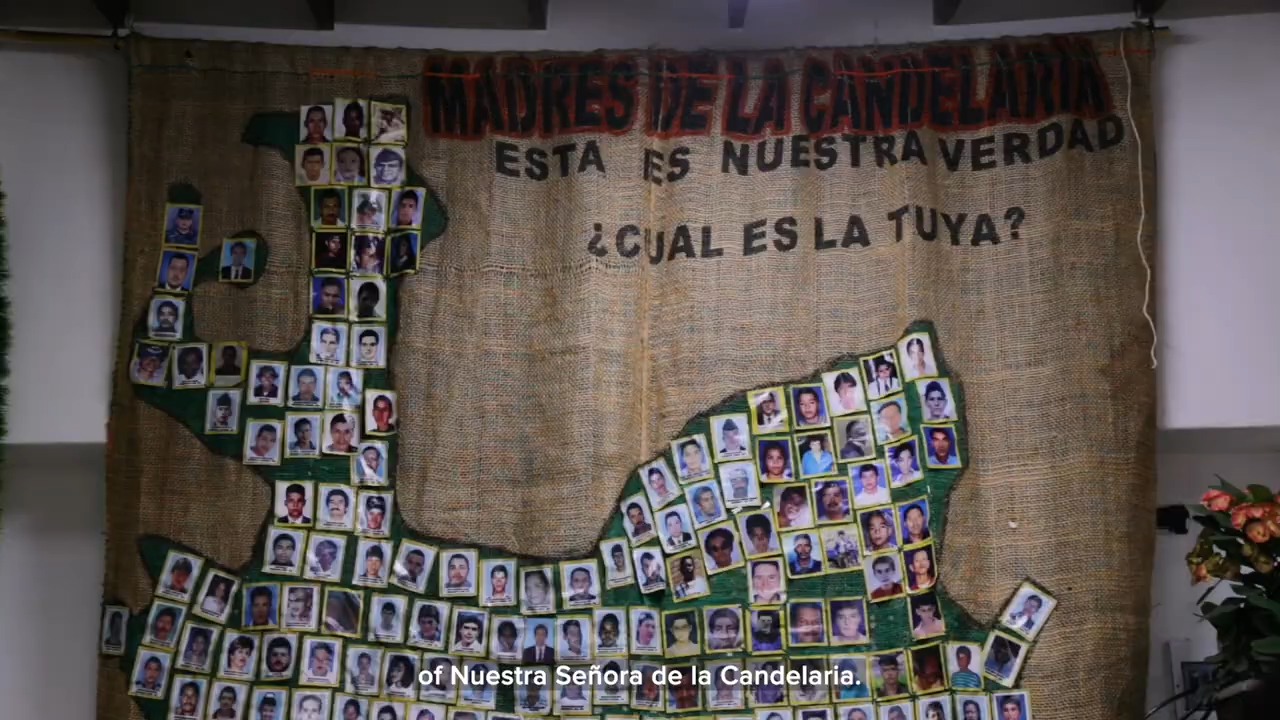 MADRES DE LA CANDELARIA
ESTA ES NUESTRA VERDAD
¿CUAL ES LA TUYA?
of Nuestra Señora de la Candelaria.